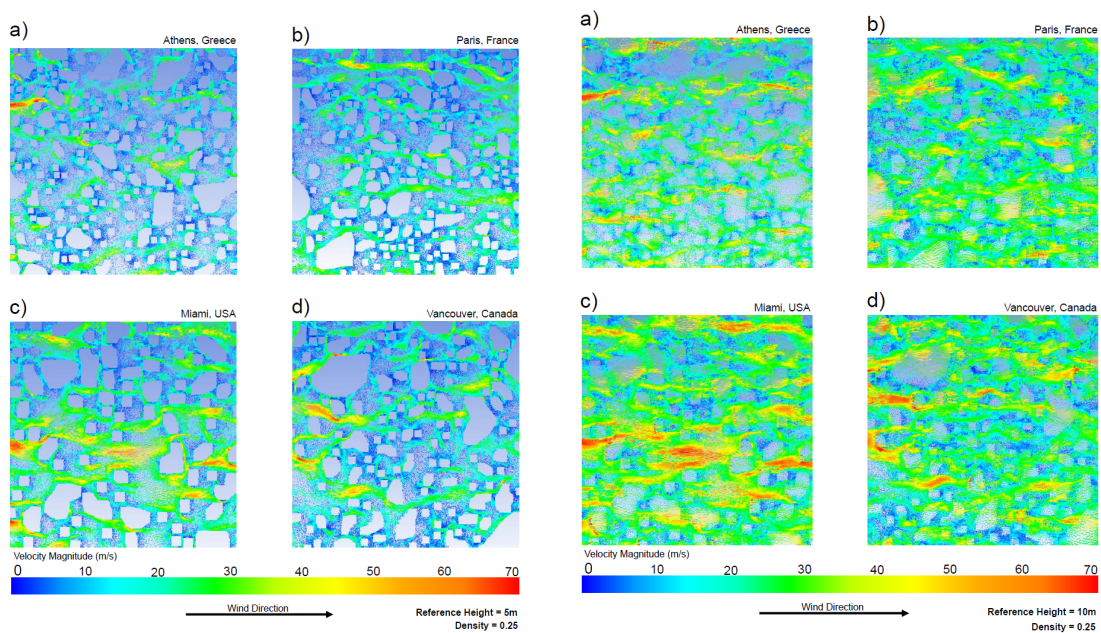 a)
Athens, Greece
b)
Paris, France
c)
Miami, USA
d)
Vancouver, Canada
Velocity Magnitude (m/s)
0 10 20 30 40 50 60 70
Wind Direction
Reference Height = 5m
Density = 0.25
a)
Athens, Greece
b)
Paris, France
c)
Miami, USA
d)
Vancouver, Canada
Velocity Magnitude (m/s)
0 10 20 30 40 50 60 70
Wind Direction
Reference Height = 10m
Density = 0.25